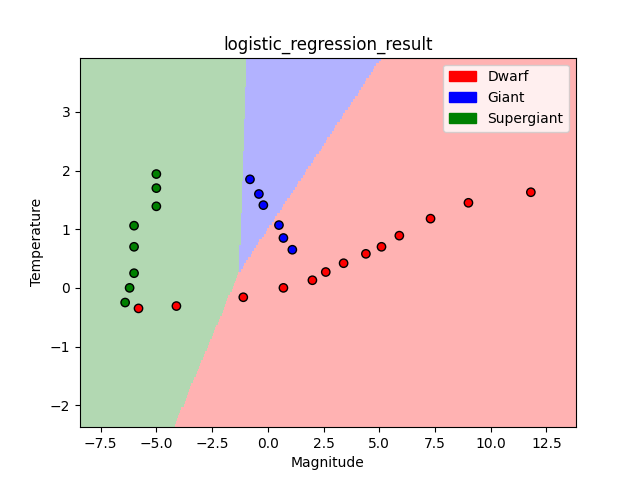 logistic_regression_result
Dwarf
Giant
Supergiant
Temperature
3
2
1
0
−1
−2
−7.5 −5.0 −2.5 0.0 2.5 5.0 7.5 10.0 12.5
Magnitude